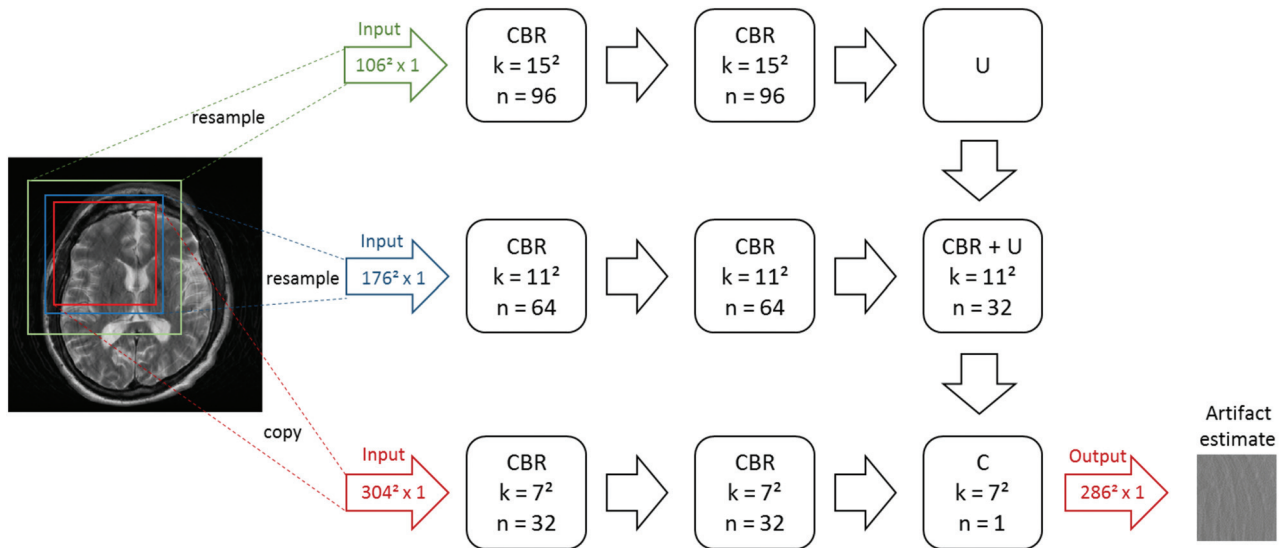 Input
106² x 1
CBR
k = 15²
n = 96
CBR
k = 15²
n = 96
U
resample
Input
176² x 1
resample
CBR
k = 11²
n = 64
CBR
k = 11²
n = 64
CBR + U
k = 11²
n = 32
copy
Input
304² x 1
CBR
k = 7²
n = 32
CBR
k = 7²
n = 32
C
k = 7²
n = 1
Output
286² x 1
Artifact
estimate